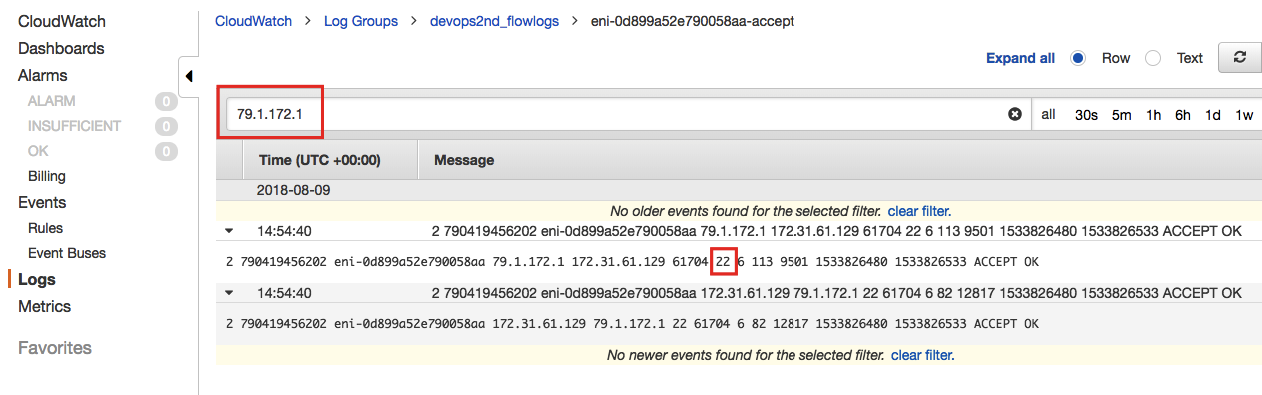 CloudWatch
Dashboards
Alarms
ALARM 0
INSUFFICIENT 0
OK 0
Billing
Events
Rules
Event Buses
Logs
Metrics
Favorites
CloudWatch > Log Groups > devops2nd_flowlogs > eni-0d899a52e790058aa-accept
Expand all Row Text
79.1.172.1 all 30s 5m 1h 6h 1d 1w
Time (UTC +00:00) Message
2018-08-09
No older events found for the selected filter. clear filter.
14:54:40 2 790419456202 eni-0d899a52e790058aa 79.1.172.1 172.31.61.129 61704 22 6 113 9501 1533826480 1533826533 ACCEPT OK
2 790419456202 eni-0d899a52e790058aa 79.1.172.1 172.31.61.129 61704 22 6 113 9501 1533826480 1533826533 ACCEPT OK
14:54:40 2 790419456202 eni-0d899a52e790058aa 172.31.61.129 79.1.172.1 22 61704 6 82 12817 1533826480 1533826533 ACCEPT OK
2 790419456202 eni-0d899a52e790058aa 172.31.61.129 79.1.172.1 22 61704 6 82 12817 1533826480 1533826533 ACCEPT OK
No newer events found for the selected filter. clear filter.